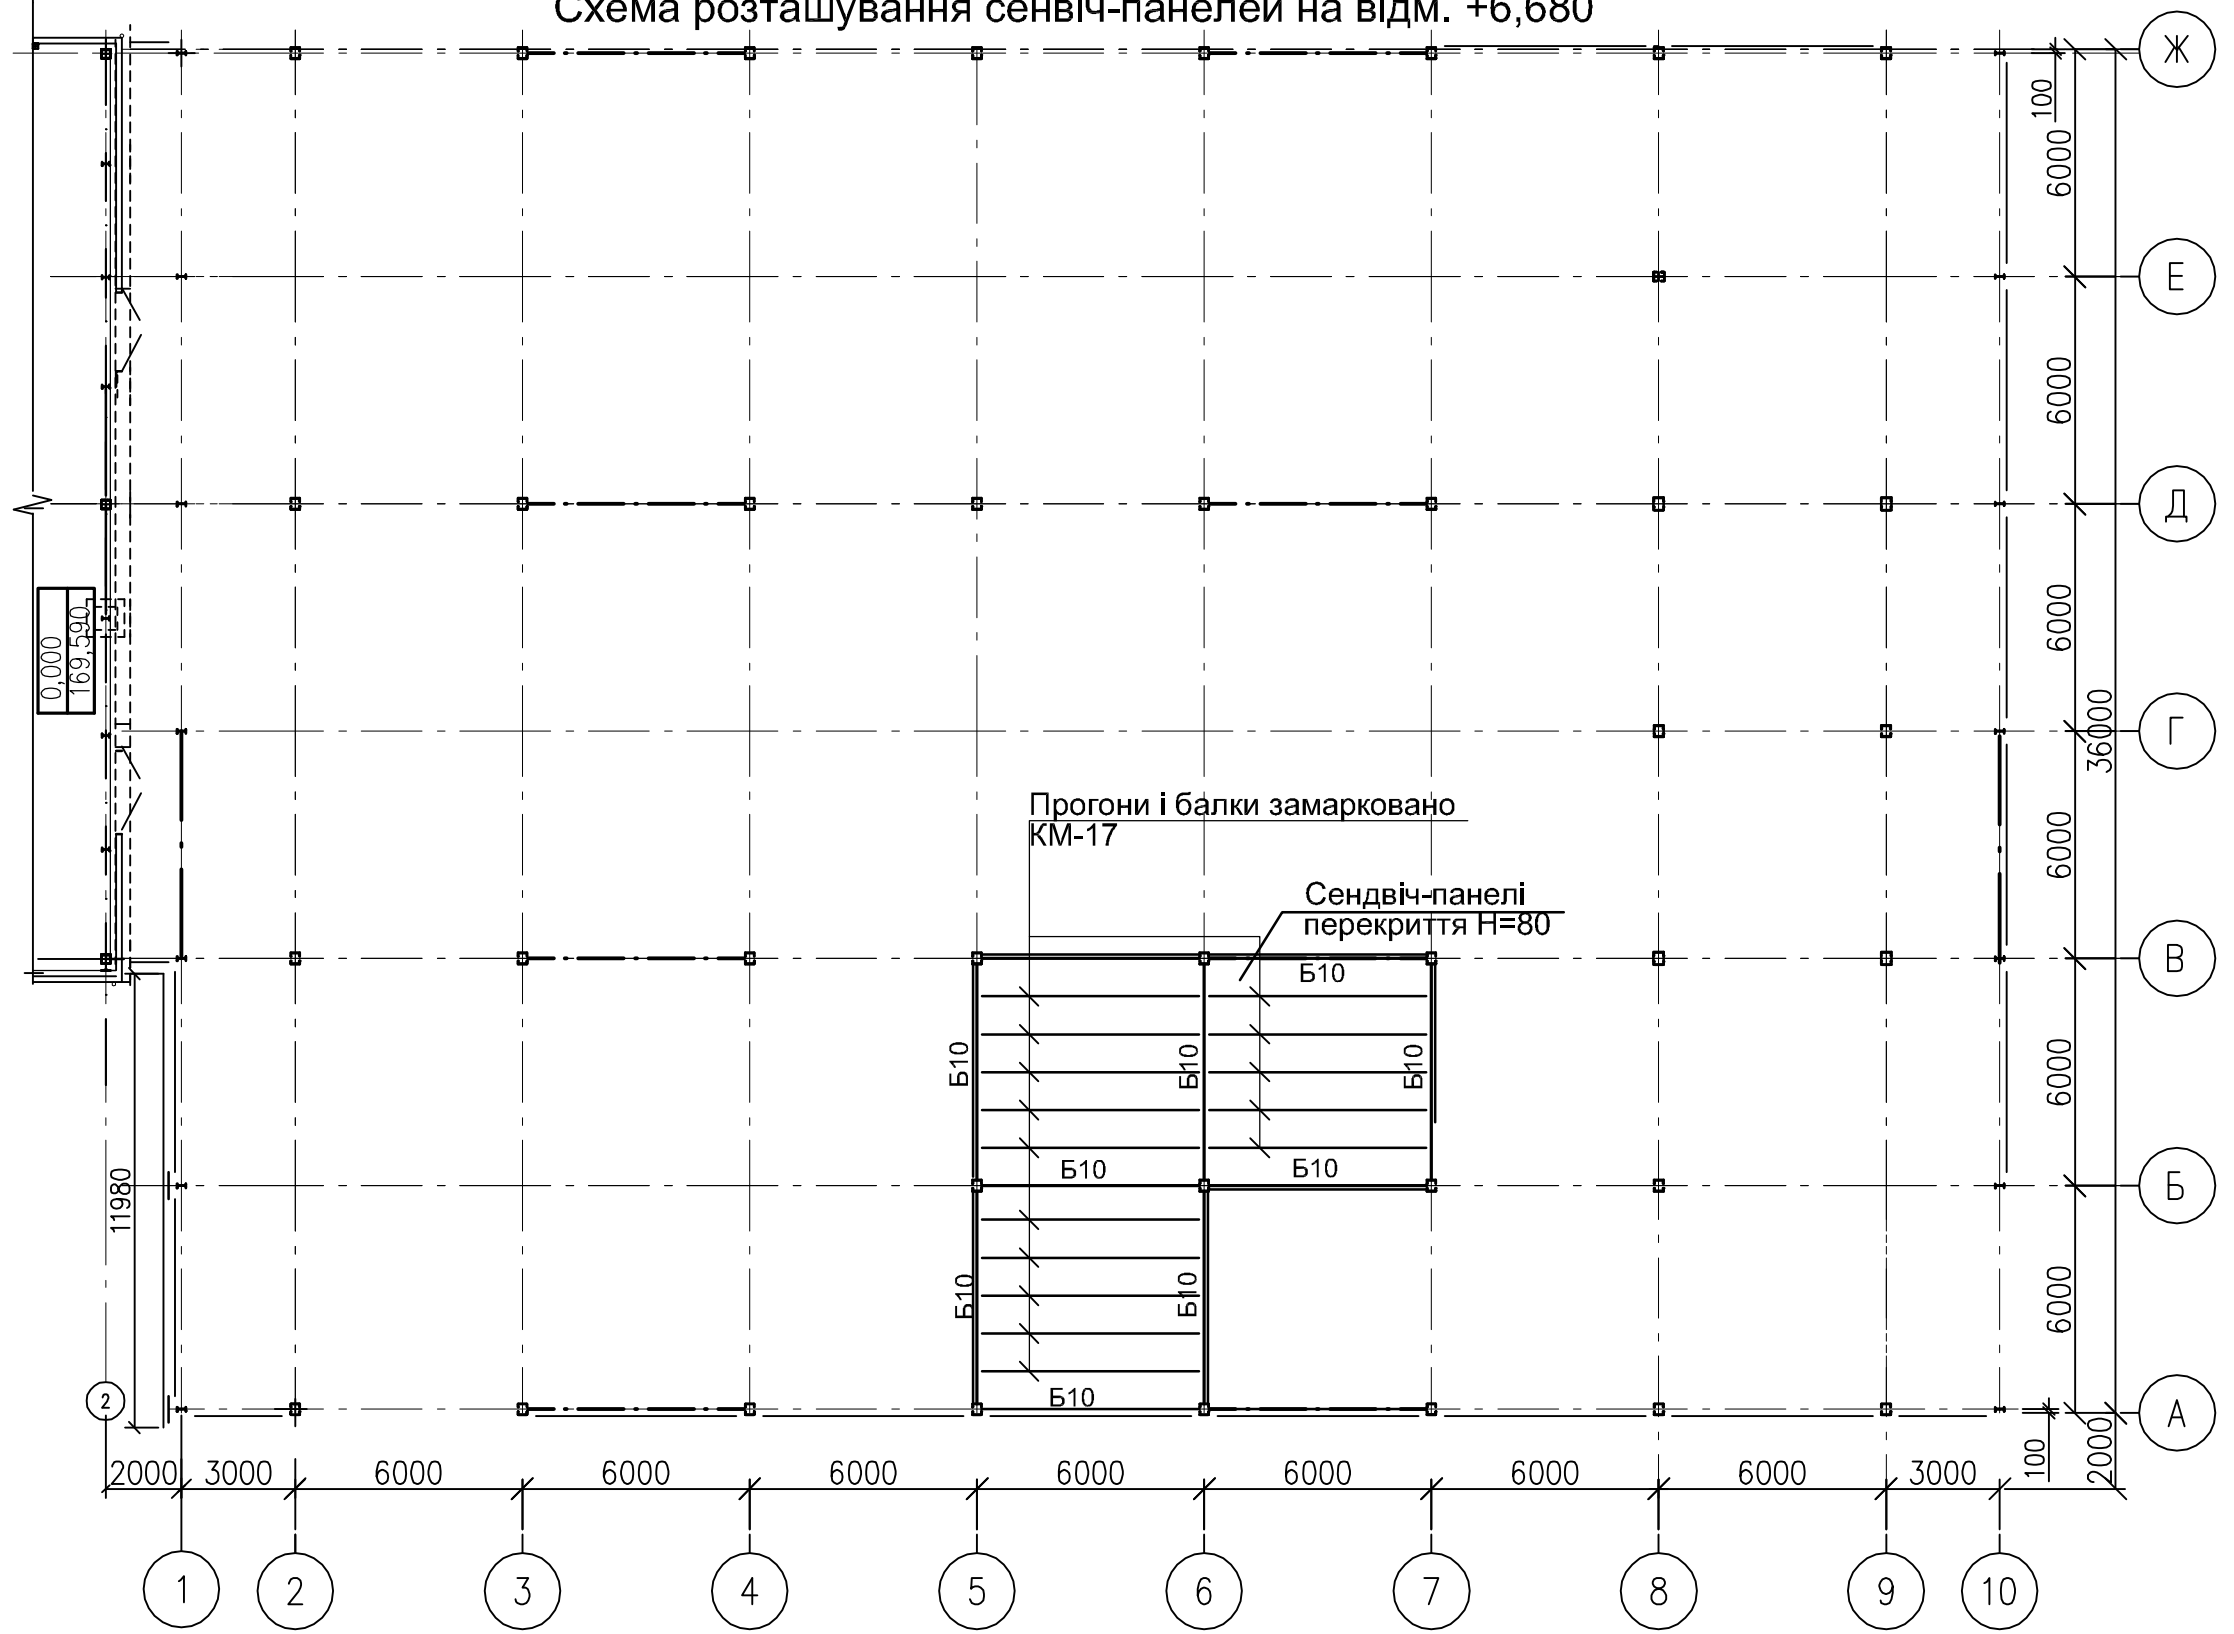 Схема розташування сенвіч-панелей на відм. +6,680
Ж
100
6000
Е
6000
Д
6000
0,000
169,590
Г
36000
Прогони і балки замарковано
КМ-17
6000
Сендвіч-панелі
перекриття Н=80
В
Б10
Б10
Б10
Б10
6000
Б10
Б10
Б
11980
Б10
Б10
6000
2
Б10
А
2000
3000
6000
6000
6000
6000
6000
6000
6000
3000
100
2000
1
2
3
4
5
6
7
8
9
10